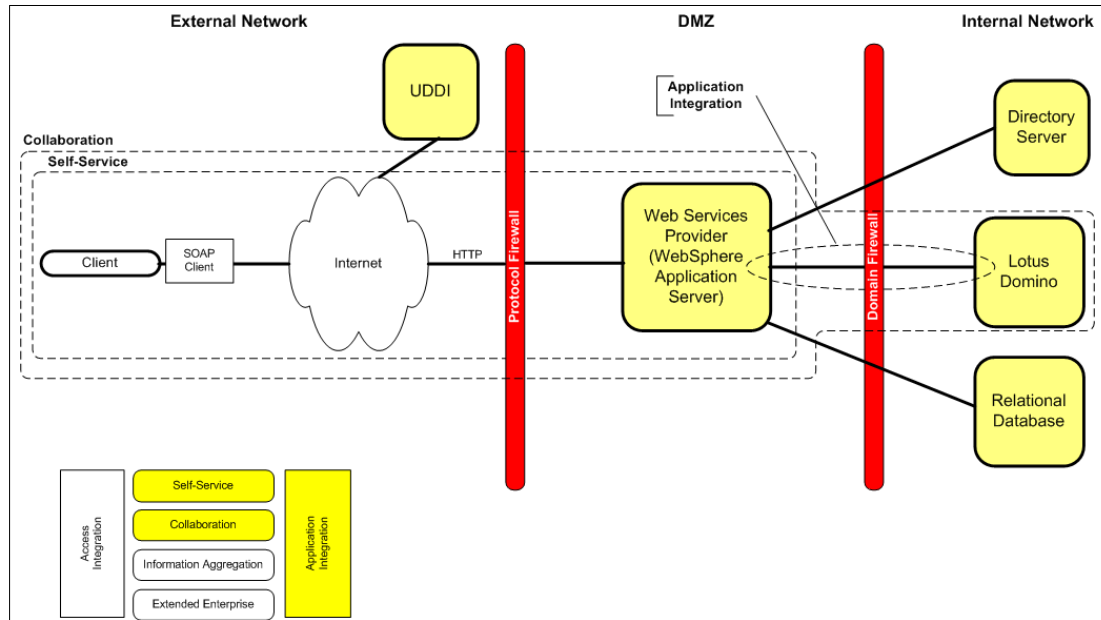 External Network
DMZ
Internal Network
UDDI
Application
Integration
Directory
Server
Collaboration
Self-Service
Client
SOAP
Client
Internet
HTTP
Protocol Firewall
Web Services
Provider
(WebSphere
Application
Server)
Domain Firewall
Lotus
Domino
Relational
Database
Access
Integration
Self-Service
Collaboration
Information Aggregation
Extended Enterprise
Application
Integration